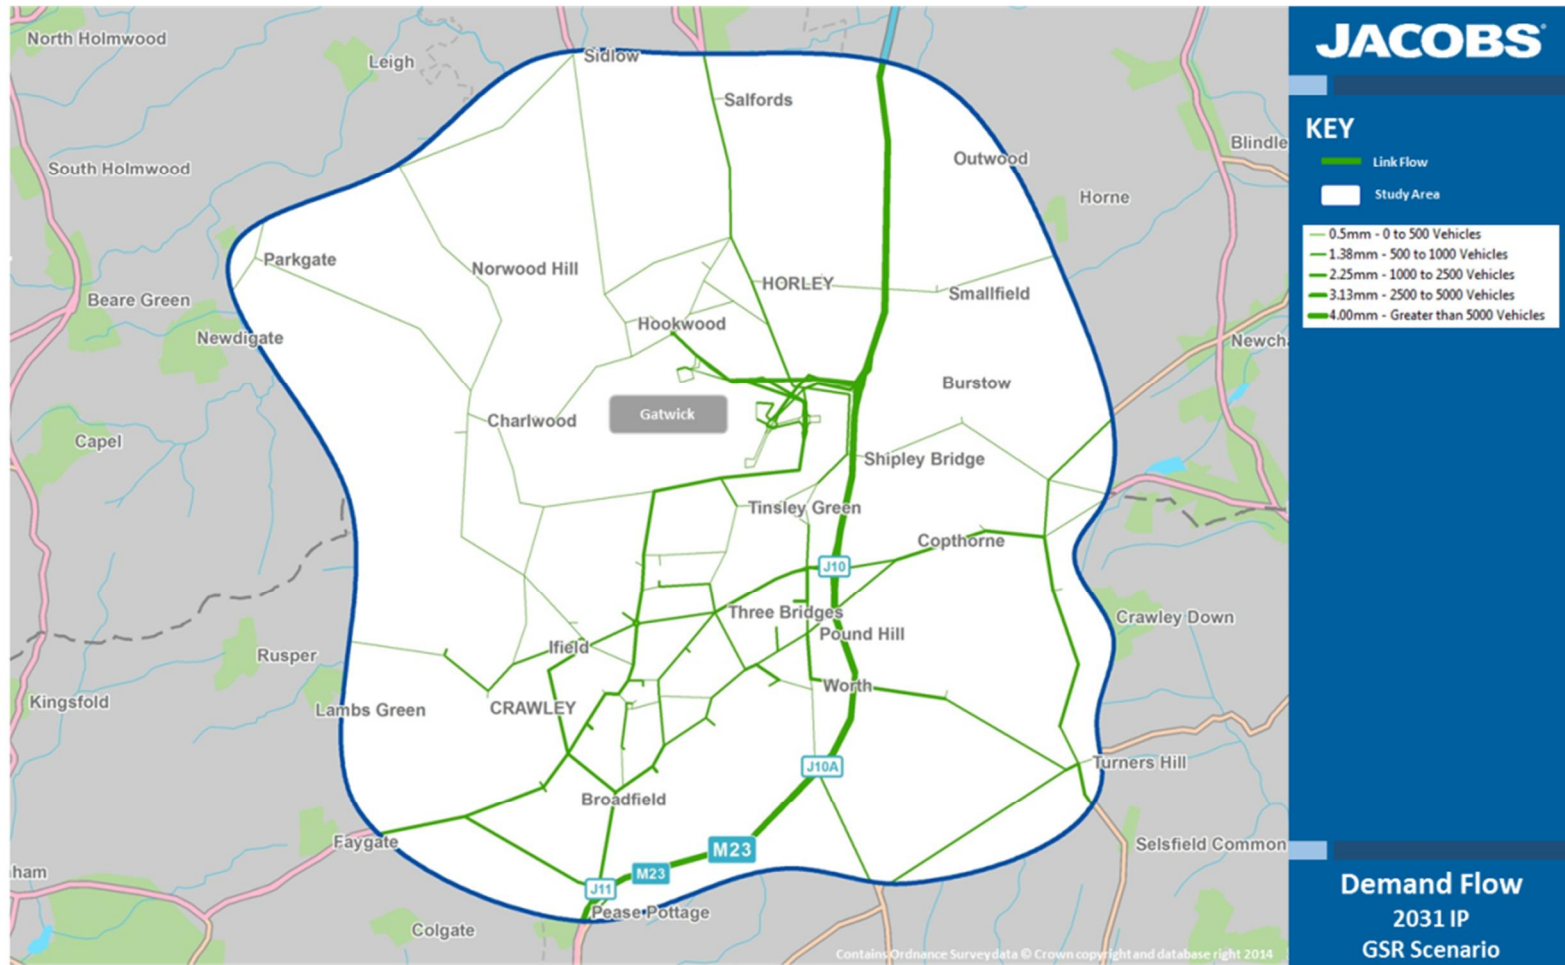 North Holmwood
Leigh
Sidlow
Salfords
Outwood
South Holmwood
Blindle
Horne
Parkgate
Norwood Hill
HORLEY
Smallfield
Beare Green
Hookwood
Newdigate
Newcha
Burstow
Gatwick
Charlwood
Capel
Shipley Bridge
Tinsley Green
Copthorne
J10
Three Bridges
Crawley Down
Pound Hill
Ifield
Rusper
Worth
Kingsfold
Lambs Green
CRAWLEY
J10A
Turners Hill
Broadfield
Faygate
M23
Selsfield Common
M23
ham
J11
Pease Pottage
Colgate
Contains Ordnance Survey data © Crown copyright and database right 2014
JACOBS
KEY
Link Flow
Study Area
0.5mm - 0 to 500 Vehicles
1.38mm - 500 to 1000 Vehicles
2.25mm - 1000 to 2500 Vehicles
3.13mm - 2500 to 5000 Vehicles
4.00mm - Greater than 5000 Vehicles
Demand Flow
2031 IP
GSR Scenario